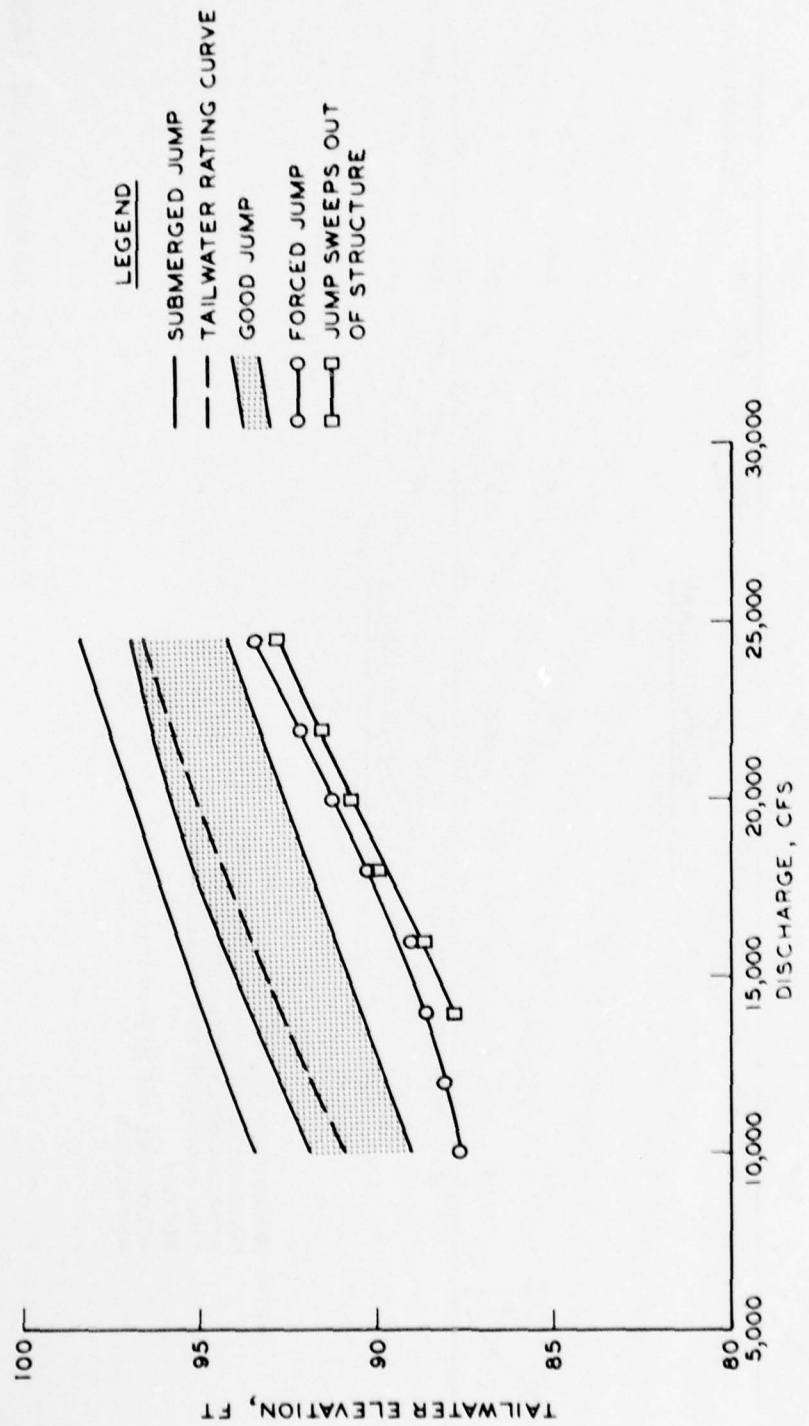 LEGEND
SUBMERGED JUMP
TAILWATER RATING CURVE
GOOD JUMP
FORCED JUMP
JUMP SWEEPS OUT
OF STRUCTURE
TAILWATER ELEVATION, FT
100
95
90
85
80
5,000
10,000
15,000
20,000
25,000
30,000
DISCHARGE, CFS